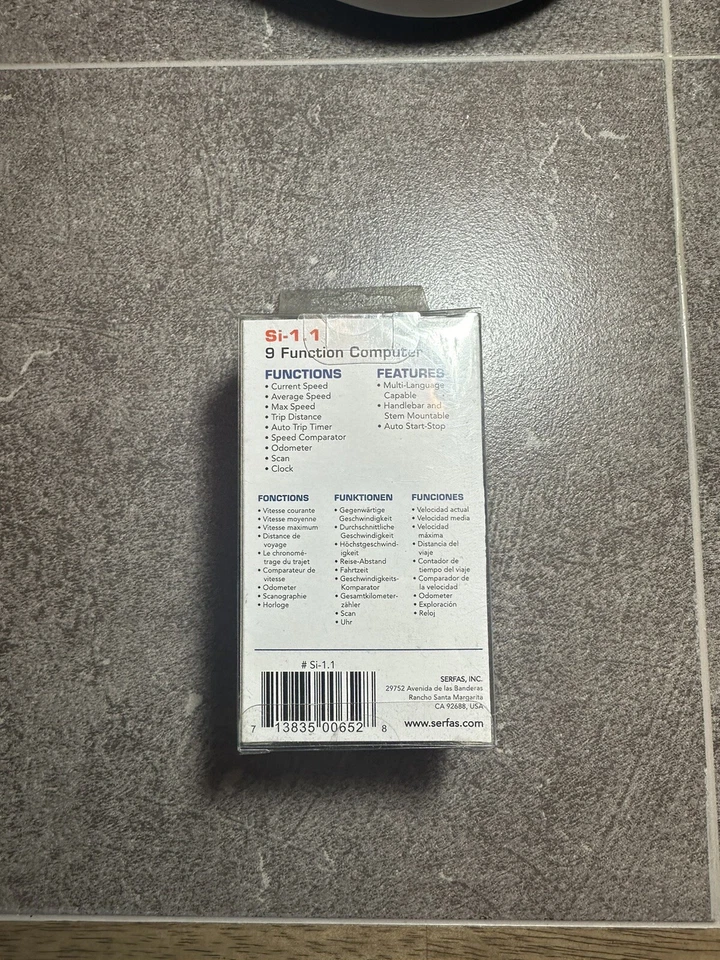 Si-1.1
9 Function Computer
FUNCTIONS
• Current Speed
• Average Speed
• Max Speed
• Trip Distance
• Auto Trip Timer
• Speed Comparator
• Odometer
• Scan
• Clock
FEATURES
• Multi-Language
Capable
• Handlebar and
Stem Mountable
• Auto Start-Stop
FONCTIONS
• Vitesse courante
• Vitesse moyenne
• Vitesse maximum
• Distance de
voyage
• Le chronomé-
trage du trajet
• Comparateur de
vitesse
• Odometer
• Scanographie
• Horloge
FUNKTIONEN
• Gegenwärtige
Geschwindigkeit
• Durchschnittliche
Geschwindigkeit
• Höchstgeschwind-
igkeit
• Reise-Abstand
• Fahrtzeit
• Geschwindigkeits-
Komparator
• Gesamtkilometer-
zähler
• Scan
• Uhr
FUNCIONES
• Velocidad actual
• Velocidad media
• Velocidad
máxima
• Distancia del
viaje
• Contador de
tiempo del viaje
• Comparador de
la velocidad
• Odometer
• Exploración
• Reloj
# Si-1.1
7 13835 00652 8
SERFAS, INC.
29752 Avenida de las Banderas
Rancho Santa Margarita
CA 92688, USA
www.serfas.com